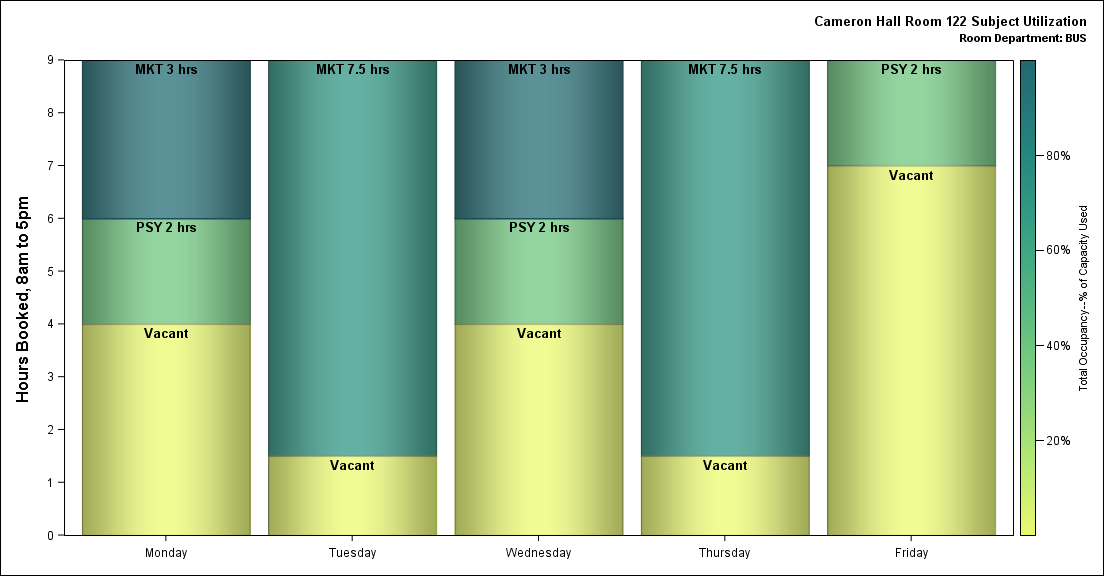 Cameron Hall Room 122 Subject Utilization
Room Department: BUS
Hours Booked, 8am to 5pm
9
8
7
6
5
4
3
2
1
0
MKT 3 hrs
PSY 2 hrs
Vacant
MKT 7.5 hrs
Vacant
MKT 3 hrs
PSY 2 hrs
Vacant
MKT 7.5 hrs
Vacant
PSY 2 hrs
Vacant
Monday
Tuesday
Wednesday
Thursday
Friday
80%
60%
40%
20%
Total Occupancy--% of Capacity Used